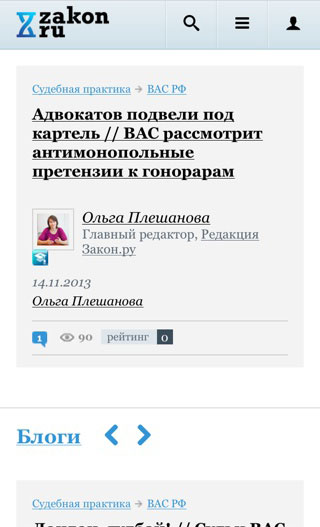 zakon
ru
Судебная практика → ВАС РФ
Адвокатов подвели под
картель // ВАС рассмотрит
антимонопольные
претензии к гонорарам
Ольга Плешанова
Главный редактор, Редакция
Закон.ру
14.11.2013
Ольга Плешанова
1 90 рейтинг 0
Блоги
Судебная практика → ВАС РФ